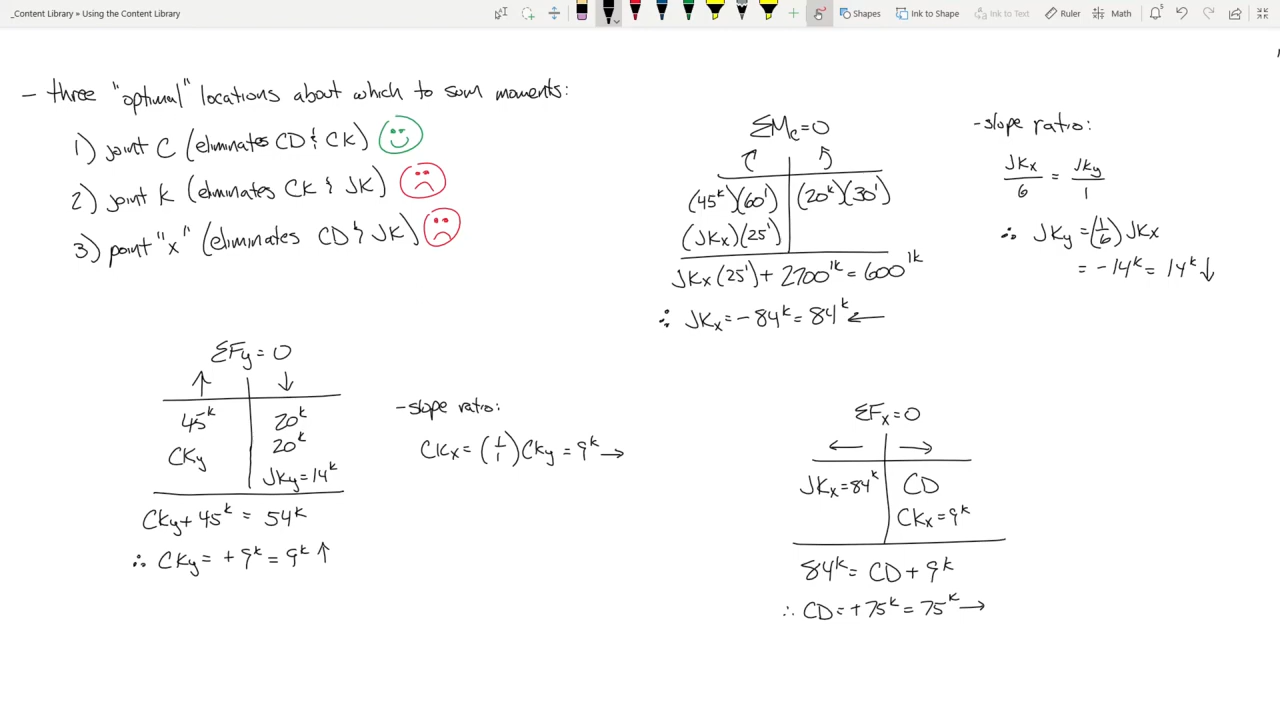 _Content Library » Using the Content Library
Shapes
Ink to Shape
Ink to Text
Ruler
Math
- three "optimal" locations about which to sum moments:
1) joint C (eliminates CD & CK)
2) joint K (eliminates CK & JK)
3) point "x" (eliminates CD & JK)
ΣMc=0
(45ᵏ)(60')
(20ᵏ)(30')
(JKx)(25')
JKx(25') + 2700'ᵏ = 600'ᵏ
∴ JKx = -84ᵏ = 84ᵏ ←
- slope ratio:
JKx/6 = JKy/1
∴ JKy = (1/6) JKx
= -14ᵏ = 14ᵏ ↓
ΣFy = 0
↑ ↓
45ᵏ 20ᵏ
CKy 20ᵏ
JKy = 14ᵏ
CKy + 45ᵏ = 54ᵏ
∴ CKy = +9ᵏ = 9ᵏ ↑
- slope ratio:
CKx = (1/1) CKy = 9ᵏ →
ΣFx = 0
← →
JKx = 84ᵏ CD
CKx = 9ᵏ
84ᵏ = CD + 9ᵏ
∴ CD = +75ᵏ = 75ᵏ →